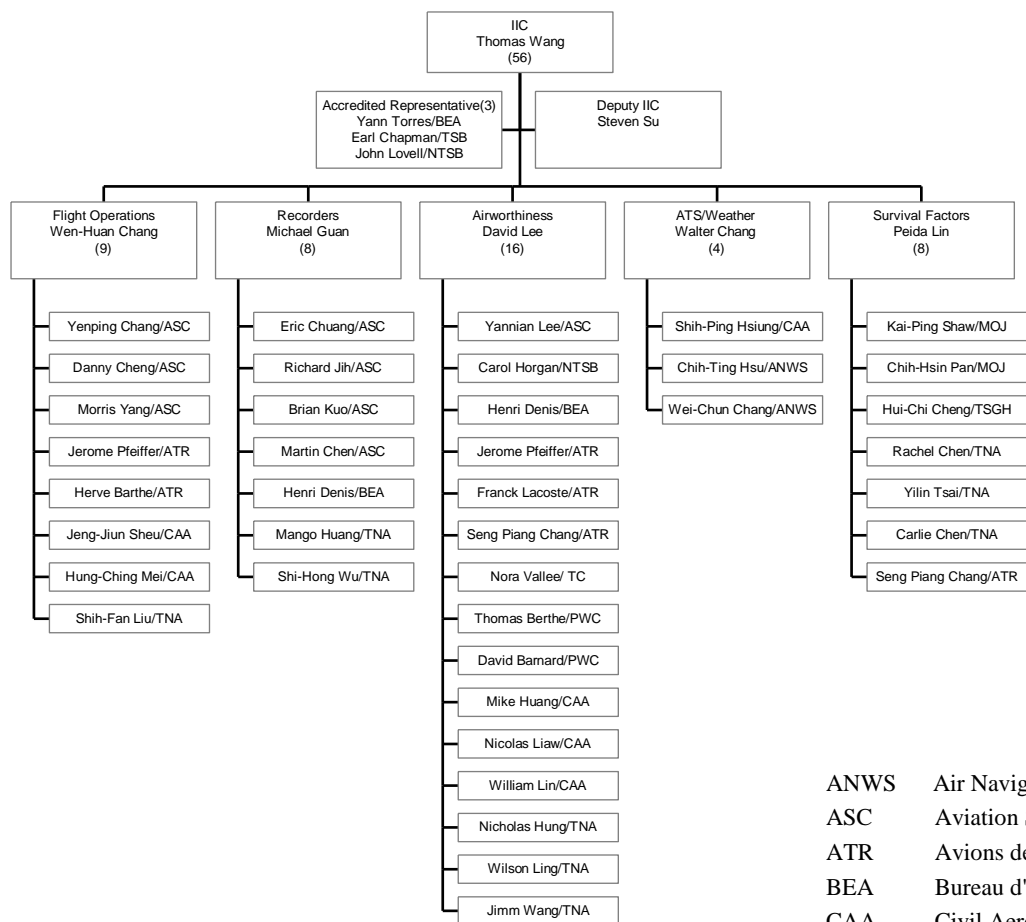 IIC
Thomas Wang
(56)
Accredited Representative(3)
Yann Torres/BEA
Earl Chapman/TSB
John Lovell/NTSB
Deputy IIC
Steven Su
Flight Operations
Wen-Huan Chang
(9)
Yenping Chang/ASC
Danny Cheng/ASC
Morris Yang/ASC
Jerome Pfeiffer/ATR
Herve Barthe/ATR
Jeng-Jiun Sheu/CAA
Hung-Ching Mei/CAA
Shih-Fan Liu/TNA
Recorders
Michael Guan
(8)
Eric Chuang/ASC
Richard Jih/ASC
Brian Kuo/ASC
Martin Chen/ASC
Henri Denis/BEA
Mango Huang/TNA
Shi-Hong Wu/TNA
Airworthiness
David Lee
(16)
Yannian Lee/ASC
Carol Horgan/NTSB
Henri Denis/BEA
Jerome Pfeiffer/ATR
Franck Lacoste/ATR
Seng Piang Chang/ATR
Nora Vallee/ TC
Thomas Berthe/PWC
David Barnard/PWC
Mike Huang/CAA
Nicolas Liaw/CAA
William Lin/CAA
Nicholas Hung/TNA
Wilson Ling/TNA
Jimm Wang/TNA
ATS/Weather
Walter Chang
(4)
Shih-Ping Hsiung/CAA
Chih-Ting Hsu/ANWS
Wei-Chun Chang/ANWS
Survival Factors
Peida Lin
(8)
Kai-Ping Shaw/MOJ
Chih-Hsin Pan/MOJ
Hui-Chi Cheng/TSGH
Rachel Chen/TNA
Yilin Tsai/TNA
Carlie Chen/TNA
Seng Piang Chang/ATR
ANWS Air
ASC Aviation
ATR Avions
BEA Bureau
CAA Civil